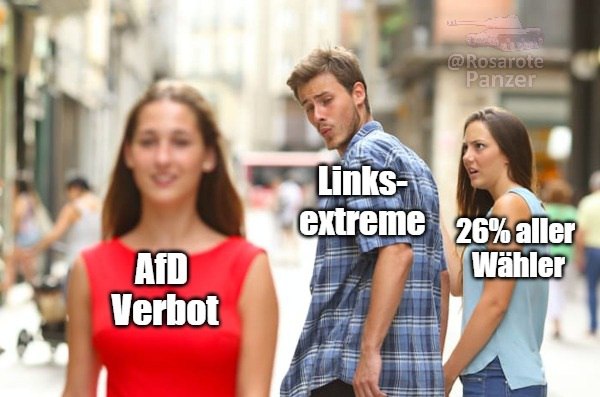 @Rosarote
Panzer
Links-
extreme
26% aller
Wähler
AfD
Verbot